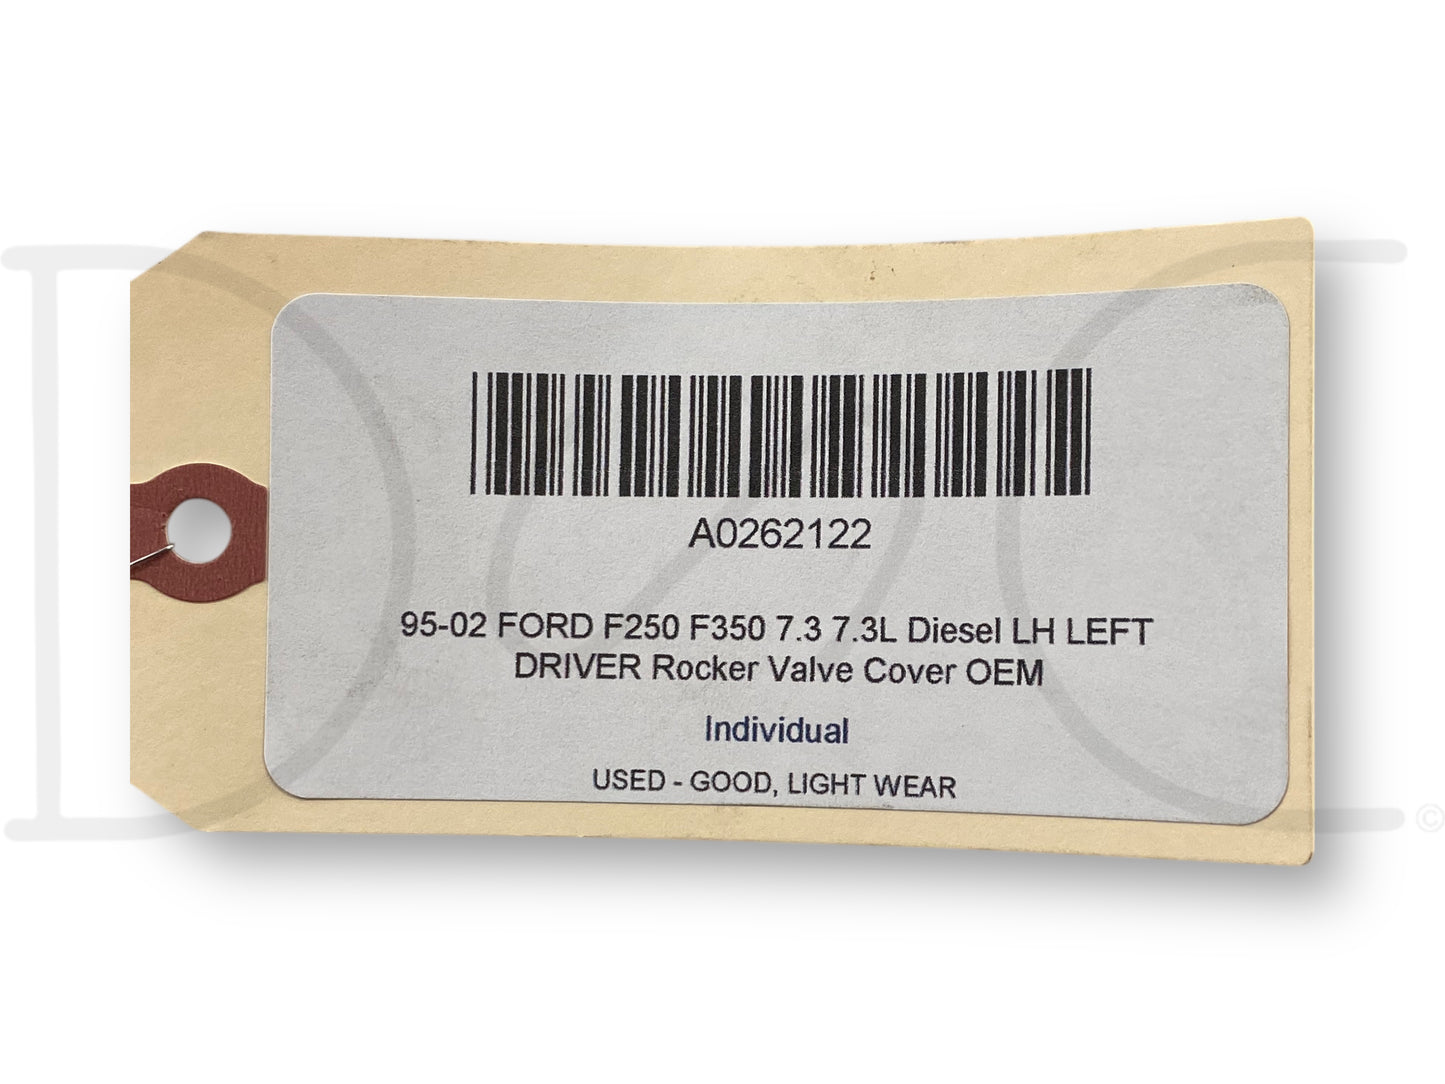 A0262122
95-02 FORD F250 F350 7.3 7.3L Diesel LH LEFT
DRIVER Rocker Valve Cover OEM
Individual
USED - GOOD, LIGHT WEAR
©